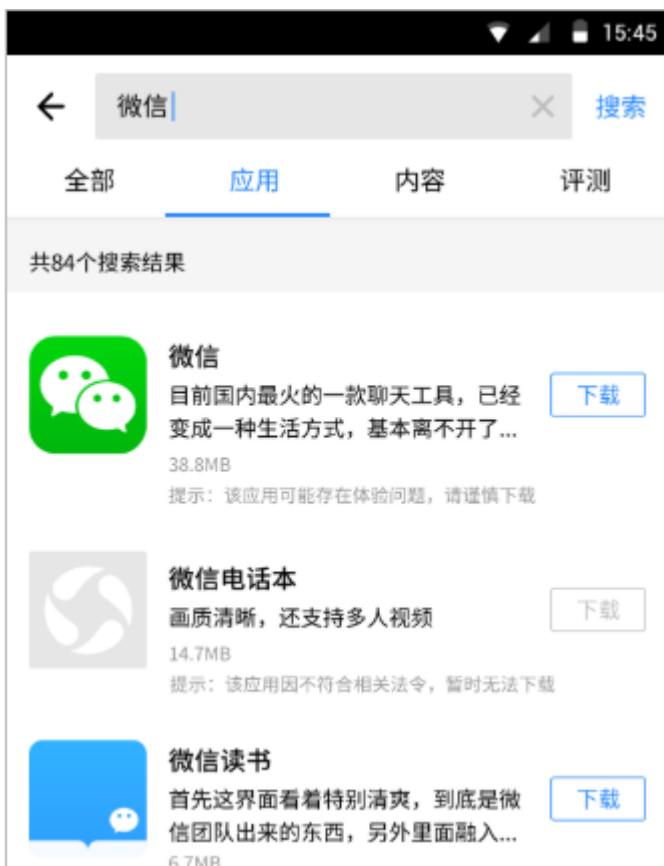 15:45
微信
搜索
全部 应用 内容 评测
共84个搜索结果
微信
目前国内最火的一款聊天工具，已经
变成一种生活方式，基本离不开了...
下载
38.8MB
提示：该应用可能存在体验问题，请谨慎下载
微信电话本
画质清晰，还支持多人视频
下载
14.7MB
提示：该应用因不符合相关法令，暂时无法下载
微信读书
首先这界面看着特别清爽，到底是微
信团队出来的东西，另外里面融入...
下载
6.7MB